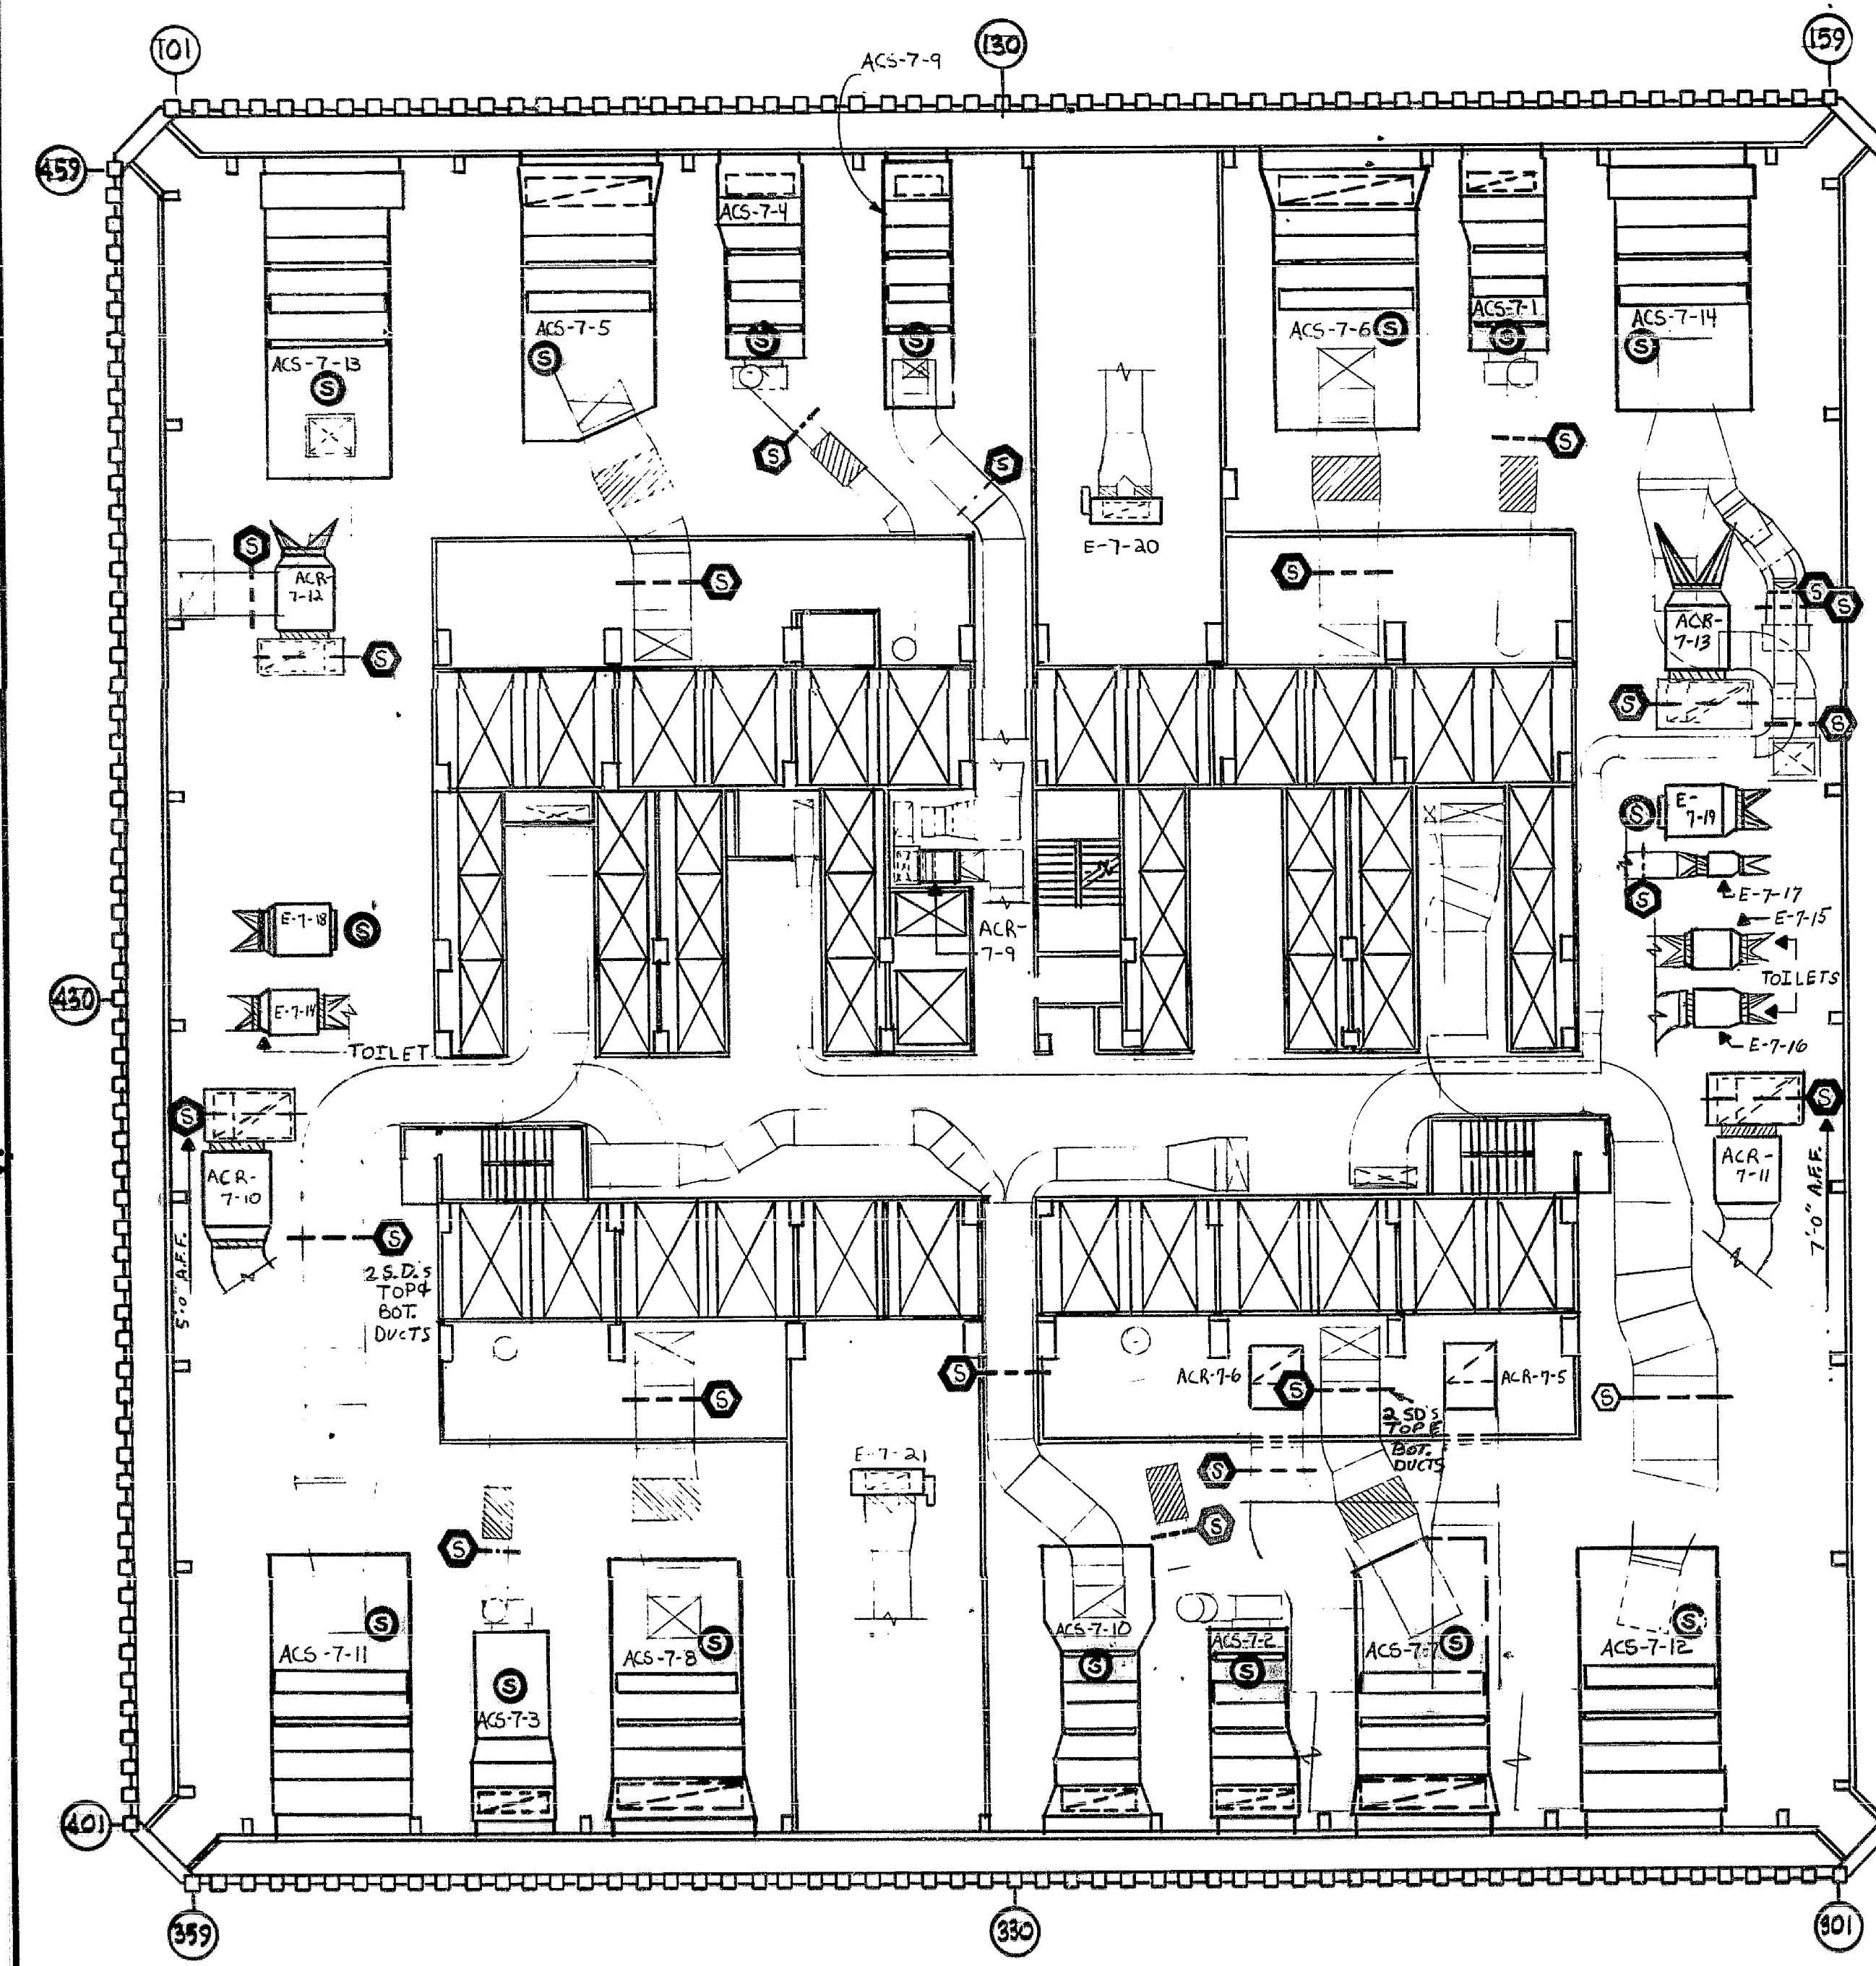 101
130
159
ACS-7-9
459
ACS-7-4
ACS-7-5
ACS-7-13
S
S
S
S
ACS-7-6
S
ACS-7-1
S
ACS-7-14
S
S
S
S
S
E-7-20
S
ACR-
7-12
S
S
S
S
S
ACR-
7-13
S
S
S
E-
7-19
S
S
E-7-17
E-7-15
TOILETS
E-7-16
E-7-18
S
430
E-7-14
TOILET
ACR-
7-9
S
ACR-
7-10
5'-0" A.F.F.
S
2 S.D.'s
TOP &
BOT.
DUCTS
S
ACR-
7-11
7'-0" A.F.F.
S
S
ACR-7-6
S
ACR-7-5
2 SD's
TOP &
BOT.
DUCTS
S
E-7-21
S
S
S
ACS-7-11
S
ACS-7-3
S
ACS-7-8
S
ACS-7-10
S
ACS-7-2
S
ACS-7-7
S
ACS-7-12
S
401
359
330
301